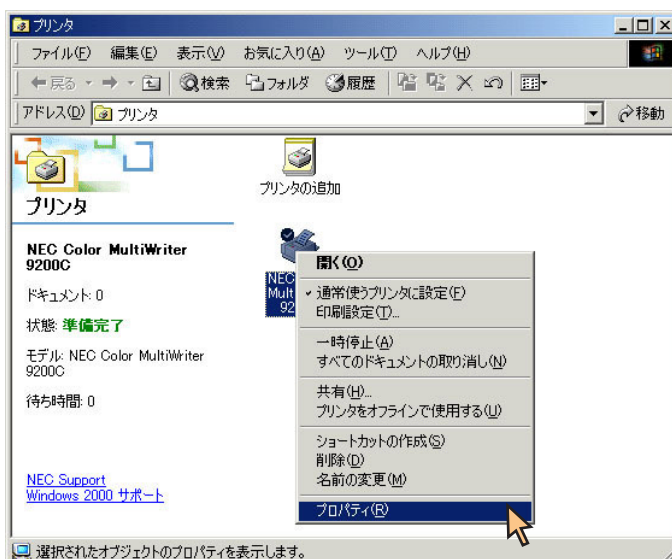 プリンタ
ファイル(F) 編集(E) 表示(V) お気に入り(A) ツール(T) ヘルプ(H)
戻る 検索 フォルダ 履歴
アドレス(D) プリンタ 移動
プリンタの追加
プリンタ
NEC Color MultiWriter
9200C
ドキュメント: 0
状態: 準備完了
モデル: NEC Color MultiWriter
9200C
待ち時間: 0
NEC Support
Windows 2000 サポート
NEC
Mult
92
開く(O)
通常使うプリンタに設定(F)
印刷設定(T)...
一時停止(A)
すべてのドキュメントの取り消し(N)
共有(H)...
プリンタをオフラインで使用する(U)
ショートカットの作成(S)
削除(D)
名前の変更(M)
プロパティ(R)
選択されたオブジェクトのプロパティを表示します。